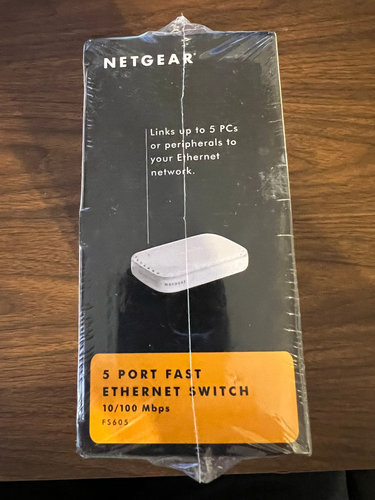 NETGEAR®
Links up to 5 PCs
or peripherals to
your Ethernet
network.
NETGEAR
5 PORT FAST
ETHERNET SWITCH
10/100 Mbps
FS605